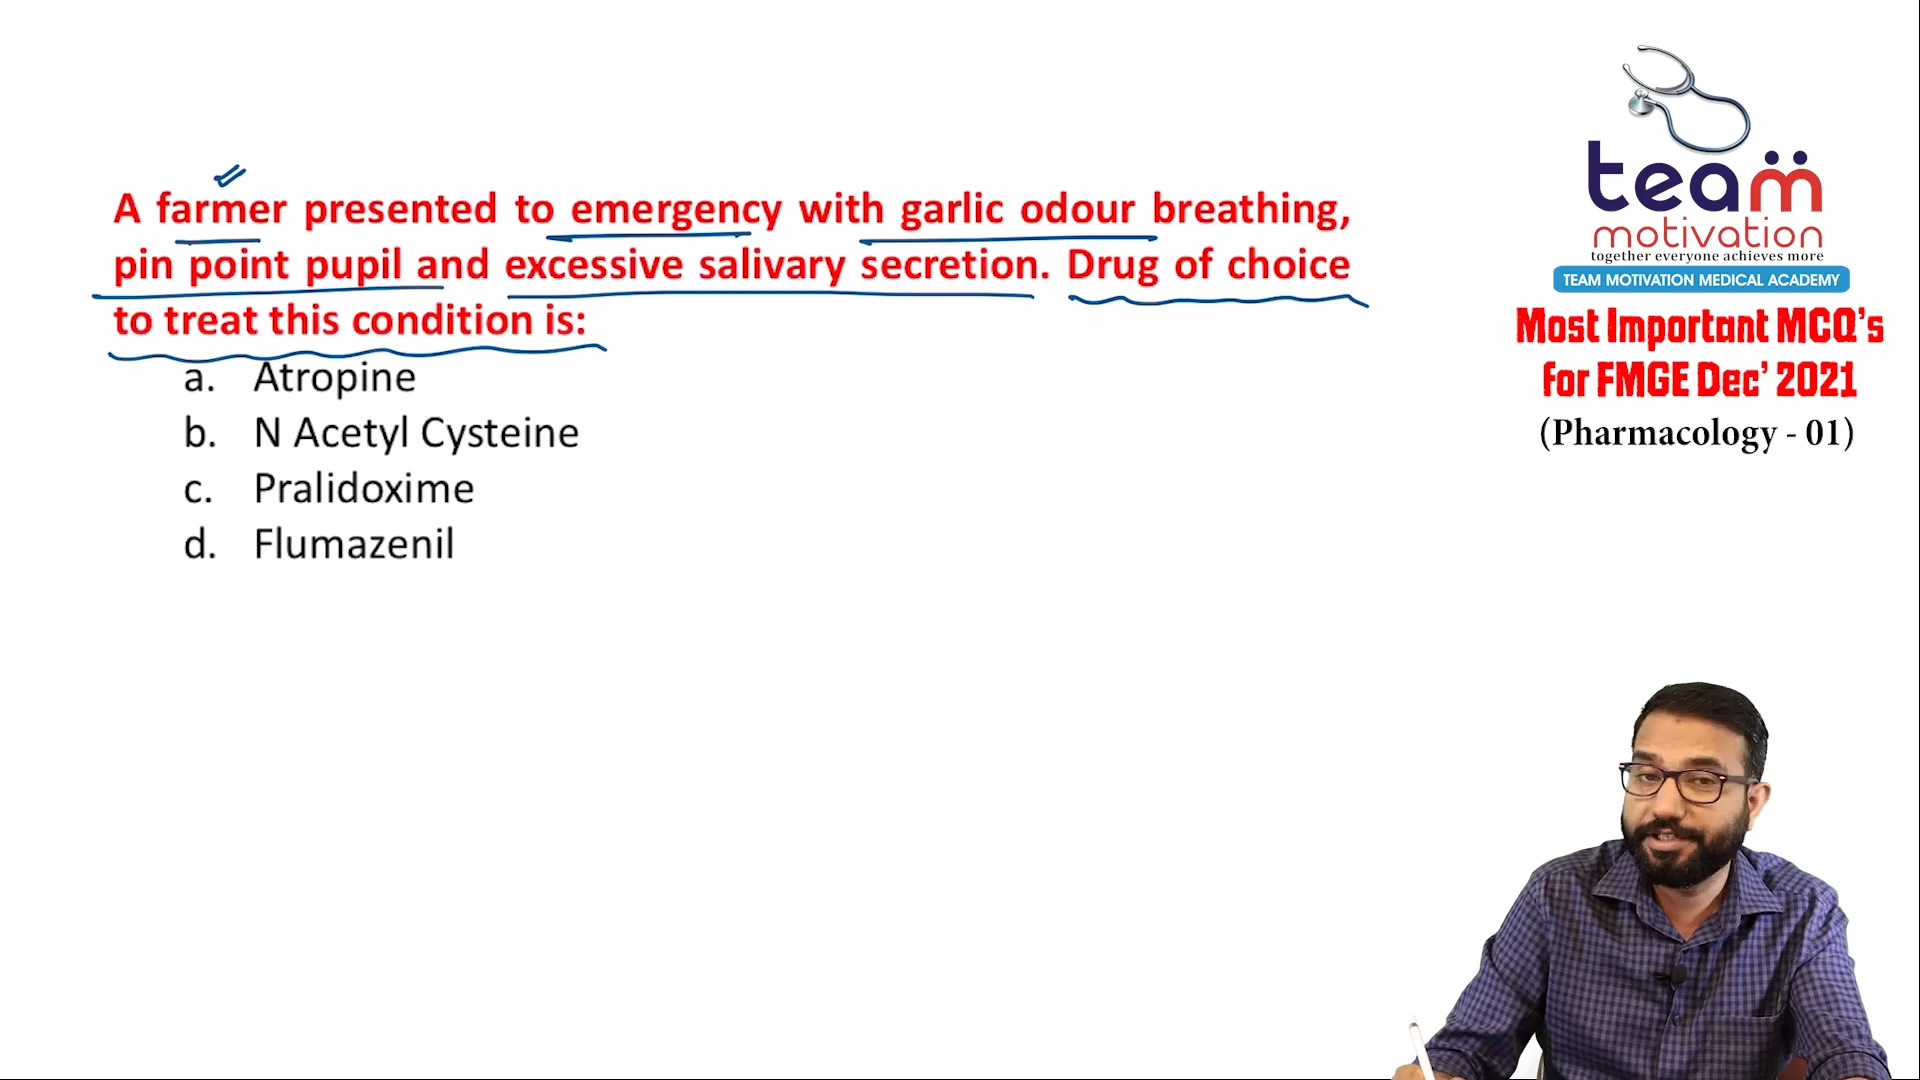 A farmer presented to emergency with garlic odour breathing,
pin point pupil and excessive salivary secretion. Drug of choice
to treat this condition is:
a. Atropine
b. N Acetyl Cysteine
c. Pralidoxime
d. Flumazenil
team
motivation
together everyone achieves more
TEAM MOTIVATION MEDICAL ACADEMY
Most Important MCQ's
for FMGE Dec' 2021
(Pharmacology - 01)